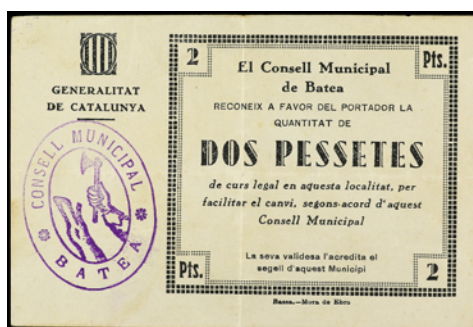 GENERALITAT
DE CATALUNYA
CONSELL MUNICIPAL
BATEA
2
Pts.
El Consell Municipal
de Batea
RECONEIX A FAVOR DEL PORTADOR LA
QUANTITAT DE
DOS PESSETES
de curs legal en aquesta localitat, per
facilitar el canvi, segons-acord d'aquest
Consell Municipal
La seva validesa l'acredita el
segell d'aquest Municipi
Pts.
2
Bassa.—Mora de Ebro